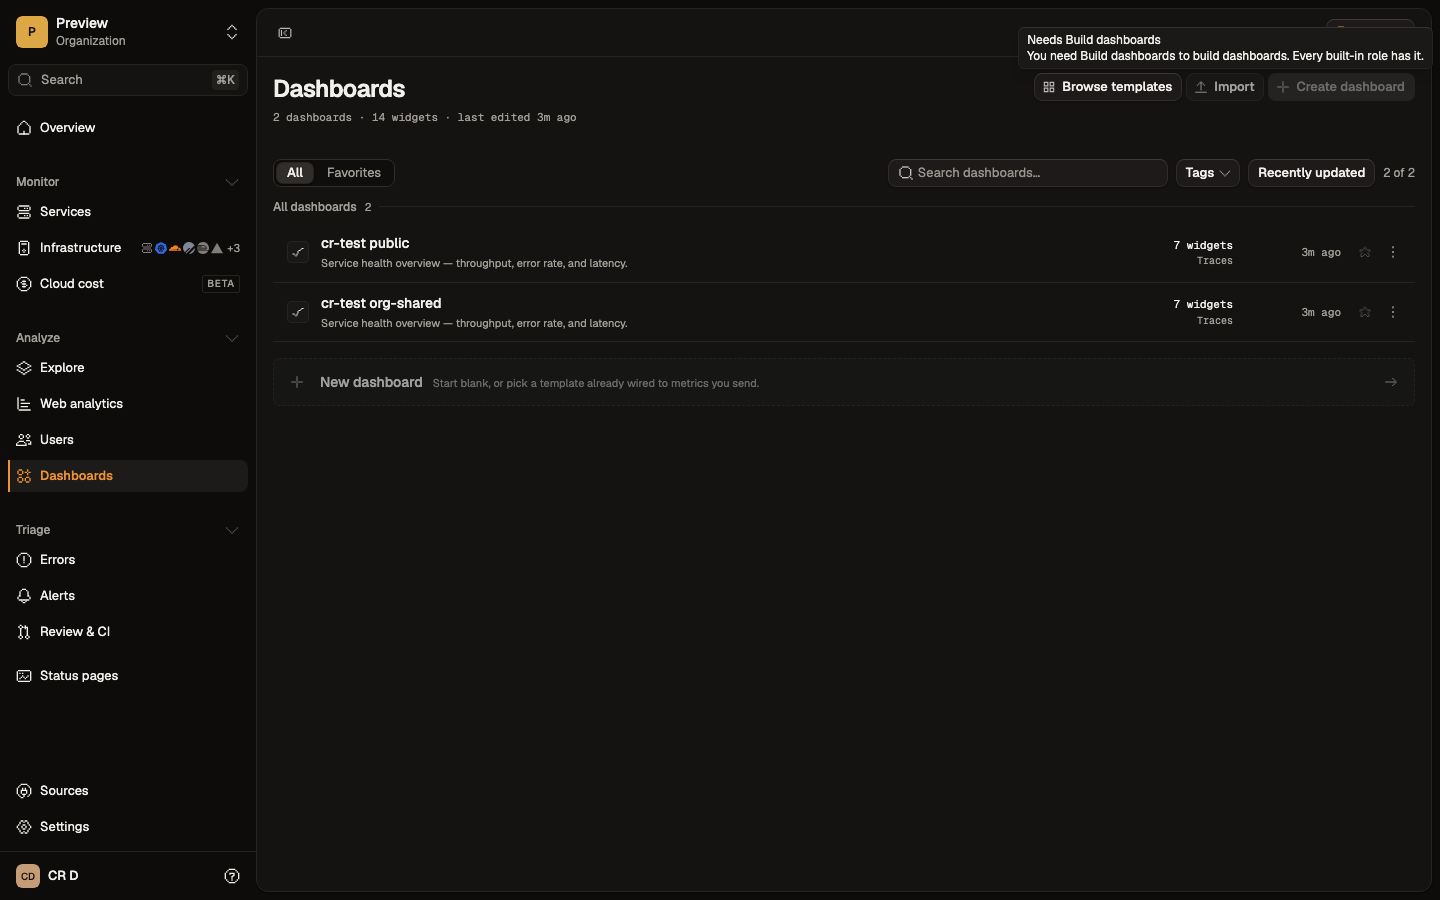 P
Preview
Organization
Search
⌘K
Overview
Monitor
Services
Infrastructure
+3
Cloud cost
BETA
Analyze
Explore
Web analytics
Users
Dashboards
Triage
Errors
Alerts
Review & CI
Status pages
Sources
Settings
CD
CR D
Needs Build dashboards
You need Build dashboards to build dashboards. Every built-in role has it.
Dashboards
Browse templates
Import
Create dashboard
2 dashboards · 14 widgets · last edited 3m ago
All
Favorites
Search dashboards...
Tags
Recently updated
2 of 2
All dashboards 2
cr-test public
7 widgets
Service health overview — throughput, error rate, and latency.
Traces
3m ago
cr-test org-shared
7 widgets
Service health overview — throughput, error rate, and latency.
Traces
3m ago
New dashboard Start blank, or pick a template already wired to metrics you send.